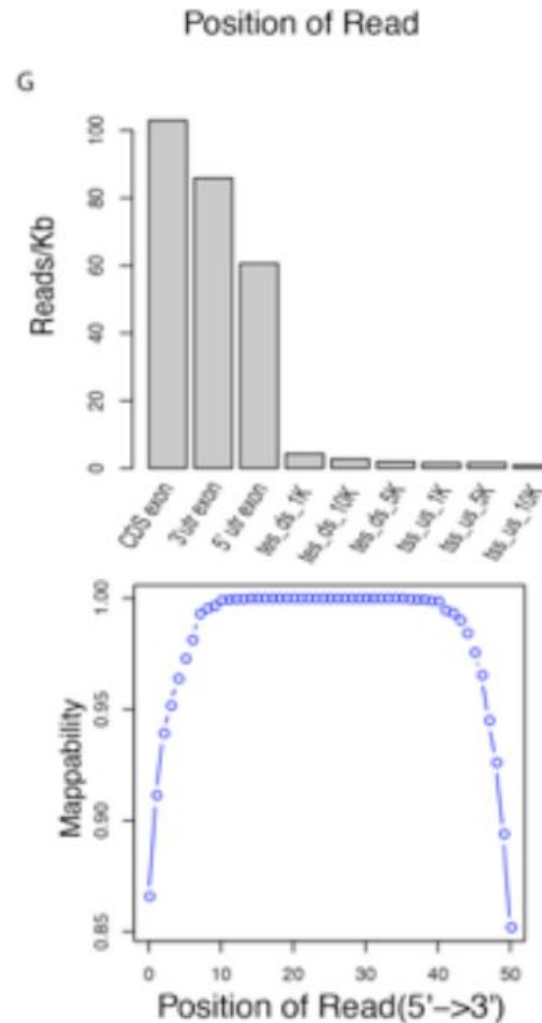 Position of Read
G
Reads/Kb
100
80
60
40
20
0
CDS exon
3'utr exon
5' utr exon
tes_ds_1K
tes_ds_10K
tes_ds_5K
tss_us_1K
tss_us_5K
tss_us_10K
Mappability
1.00
0.95
0.90
0.85
0 10 20 30 40 50
Position of Read(5'->3')